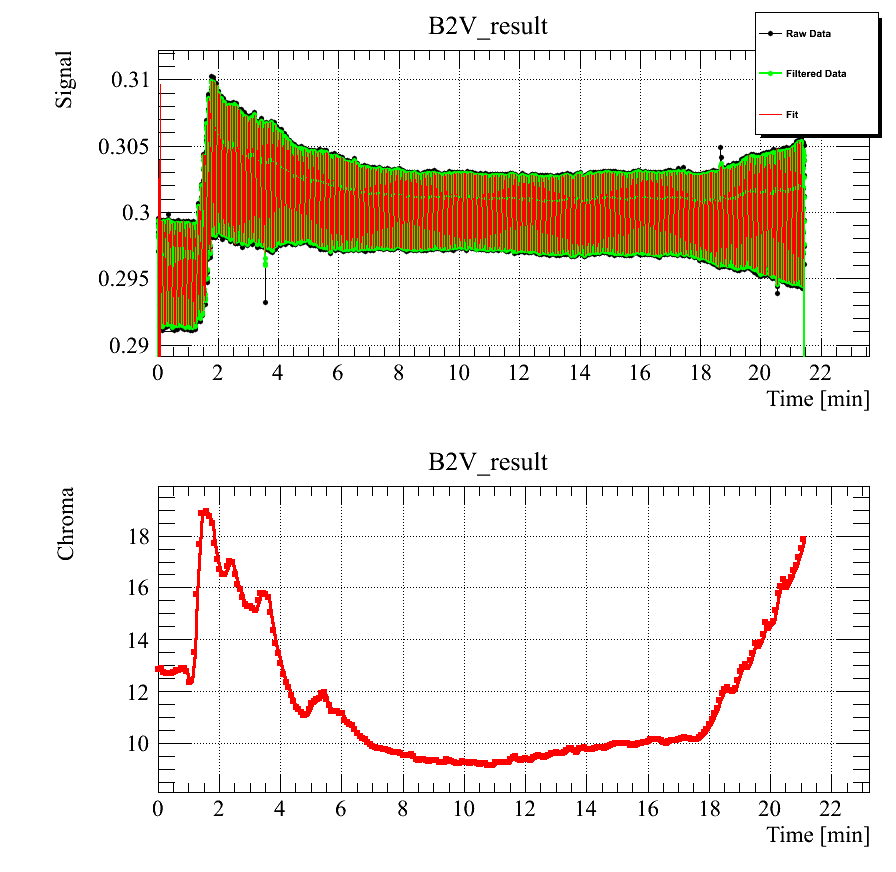 B2V_result
Raw Data
Filtered Data
Fit
Signal
0.31
0.305
0.3
0.295
0.29
0 2 4 6 8 10 12 14 16 18 20 22
Time [min]
B2V_result
Chroma
18
16
14
12
10
0 2 4 6 8 10 12 14 16 18 20 22
Time [min]